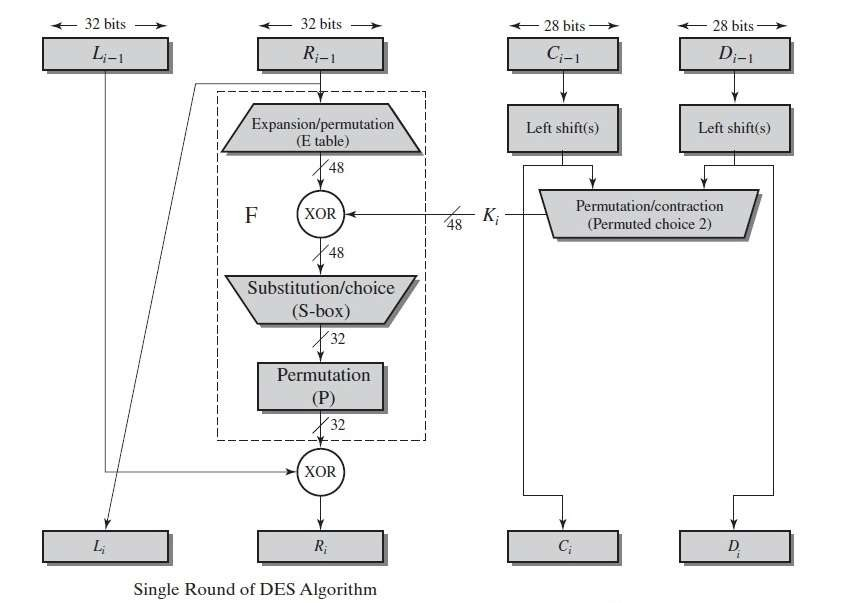 32 bits
32 bits
28 bits
28 bits
Li−1
Ri−1
Ci−1
Di−1
Expansion/permutation
(E table)
Left shift(s)
Left shift(s)
48
F
XOR
48
Ki
Permutation/contraction
(Permuted choice 2)
48
Substitution/choice
(S-box)
32
Permutation
(P)
32
XOR
Li
Ri
Ci
Di
Single Round of DES Algorithm